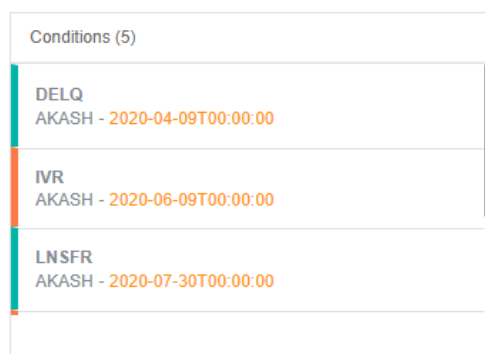 Conditions (5)
DELQ
AKASH - 2020-04-09T00:00:00
IVR
AKASH - 2020-06-09T00:00:00
LNSFR
AKASH - 2020-07-30T00:00:00